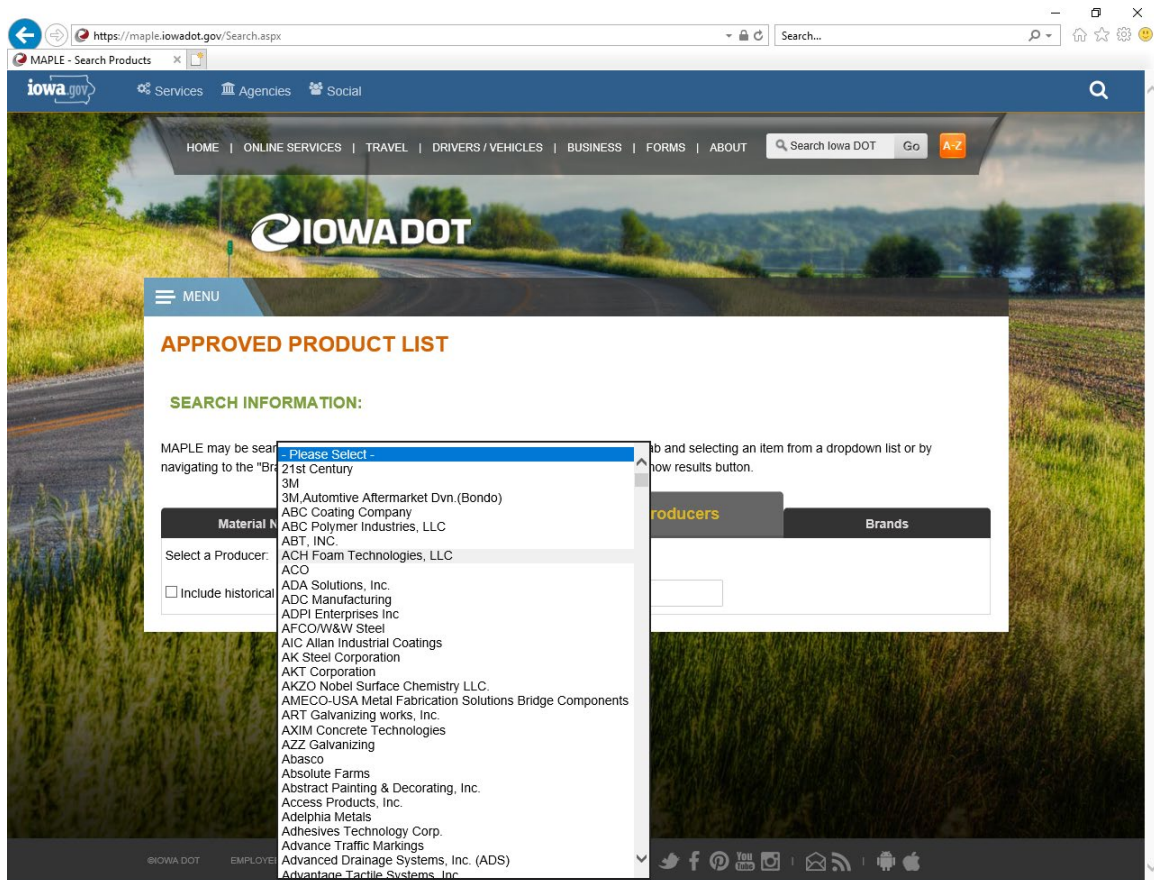 https://maple.iowadot.gov/Search.aspx
Search...
MAPLE - Search Products
iowa.gov
Services
Agencies
Social
HOME | ONLINE SERVICES | TRAVEL | DRIVERS / VEHICLES | BUSINESS | FORMS | ABOUT
Search Iowa DOT
Go
A-Z
IOWADOT
MENU
APPROVED PRODUCT LIST
SEARCH INFORMATION:
MAPLE may be sear
ab and selecting an item from a dropdown list or by
navigating to the "Bra
how results button.
Material N
roducers
Brands
Select a Producer:
Include historical
- Please Select -
21st Century
3M
3M,Automtive Aftermarket Dvn.(Bondo)
ABC Coating Company
ABC Polymer Industries, LLC
ABT, INC.
ACH Foam Technologies, LLC
ACO
ADA Solutions, Inc.
ADC Manufacturing
ADPI Enterprises Inc
AFCO/W&W Steel
AIC Allan Industrial Coatings
AK Steel Corporation
AKT Corporation
AKZO Nobel Surface Chemistry LLC.
AMECO-USA Metal Fabrication Solutions Bridge Components
ART Galvanizing works, Inc.
AXIM Concrete Technologies
AZZ Galvanizing
Abasco
Absolute Farms
Abstract Painting & Decorating, Inc.
Access Products, Inc.
Adelphia Metals
Adhesives Technology Corp.
Advance Traffic Markings
Advanced Drainage Systems, Inc. (ADS)
Advantage Tactile Systems, Inc
©IOWA DOT
EMPLOYE
You Tube